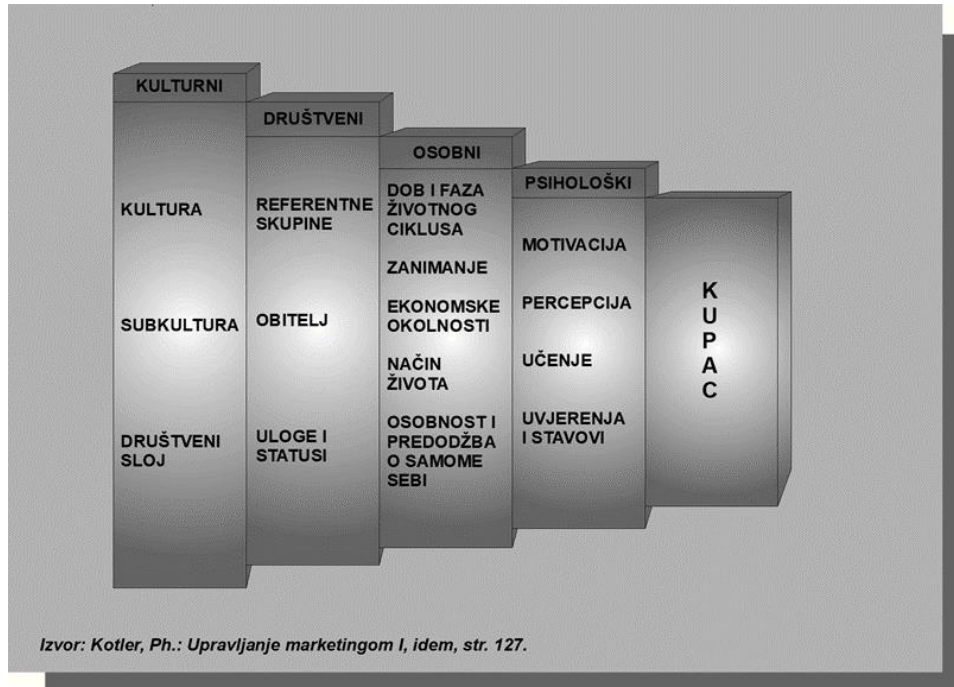 KULTURNI
KULTURA
SUBKULTURA
DRUŠTVENI
SLOJ
DRUŠTVENI
REFERENTNE
SKUPINE
OBITELJ
ULOGE I
STATUSI
OSOBNI
DOB I FAZA
ŽIVOTNOG
CIKLUSA
ZANIMANJE
EKONOMSKE
OKOLNOSTI
NAČIN
ŽIVOTA
OSOBNOST I
PREDODŽBA
O SAMOME
SEBI
PSIHOLOŠKI
MOTIVACIJA
PERCEPCIJA
UČENJE
UVJERENJA
I STAVOVI
KUPAC
Izvor: Kotler, Ph.: Upravljanje marketingom I, idem, str. 127.